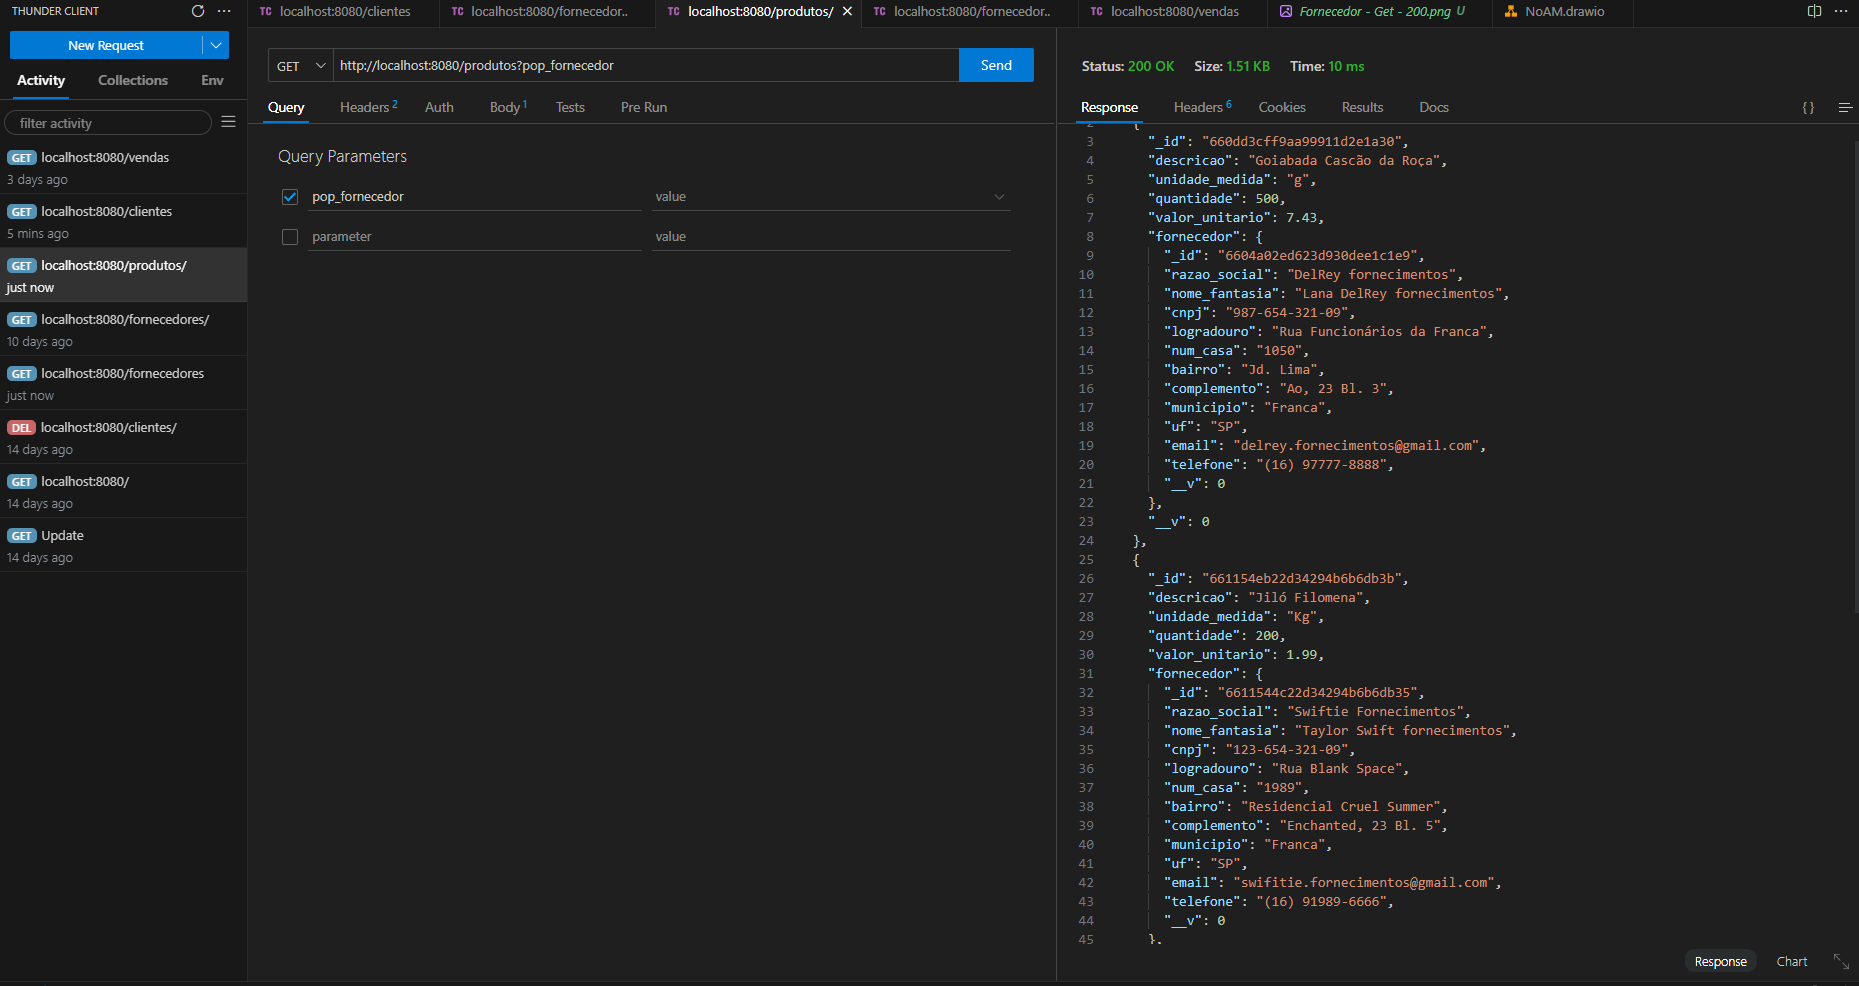 THUNDER CLIENT
New Request
Activity Collections Env
filter activity
GET localhost:8080/vendas
3 days ago
GET localhost:8080/clientes
5 mins ago
GET localhost:8080/produtos/
just now
GET localhost:8080/fornecedores/
10 days ago
GET localhost:8080/fornecedores
just now
DEL localhost:8080/clientes/
14 days ago
GET localhost:8080/
14 days ago
GET Update
14 days ago
TC localhost:8080/clientes
TC localhost:8080/fornecedor..
TC localhost:8080/produtos/
TC localhost:8080/fornecedor..
TC localhost:8080/vendas
Fornecedor - Get - 200.png U
NoAM.drawio
GET http://localhost:8080/produtos?pop_fornecedor Send
Query Headers 2 Auth Body 1 Tests Pre Run
Query Parameters
pop_fornecedor value
parameter value
Status: 200 OK Size: 1.51 KB Time: 10 ms
Response Headers 6 Cookies Results Docs { }
2 {
3 "_id": "660dd3cff9aa99911d2e1a30",
4 "descricao": "Goiabada Cascão da Roça",
5 "unidade_medida": "g",
6 "quantidade": 500,
7 "valor_unitario": 7.43,
8 "fornecedor": {
9 "_id": "6604a02ed623d930dee1c1e9",
10 "razao_social": "DelRey fornecimentos",
11 "nome_fantasia": "Lana DelRey fornecimentos",
12 "cnpj": "987-654-321-09",
13 "logradouro": "Rua Funcionários da Franca",
14 "num_casa": "1050",
15 "bairro": "Jd. Lima",
16 "complemento": "Ao, 23 Bl. 3",
17 "municipio": "Franca",
18 "uf": "SP",
19 "email": "delrey.fornecimentos@gmail.com",
20 "telefone": "(16) 97777-8888",
21 "__v": 0
22 },
23 "__v": 0
24 },
25 {
26 "_id": "661154eb22d34294b6b6db3b",
27 "descricao": "Jiló Filomena",
28 "unidade_medida": "Kg",
29 "quantidade": 200,
30 "valor_unitario": 1.99,
31 "fornecedor": {
32 "_id": "6611544c22d34294b6b6db35",
33 "razao_social": "Swiftie Fornecimentos",
34 "nome_fantasia": "Taylor Swift fornecimentos",
35 "cnpj": "123-654-321-09",
36 "logradouro": "Rua Blank Space",
37 "num_casa": "1989",
38 "bairro": "Residencial Cruel Summer",
39 "complemento": "Enchanted, 23 Bl. 5",
40 "municipio": "Franca",
41 "uf": "SP",
42 "email": "swifitie.fornecimentos@gmail.com",
43 "telefone": "(16) 91989-6666",
44 "__v": 0
45 },
Response Chart